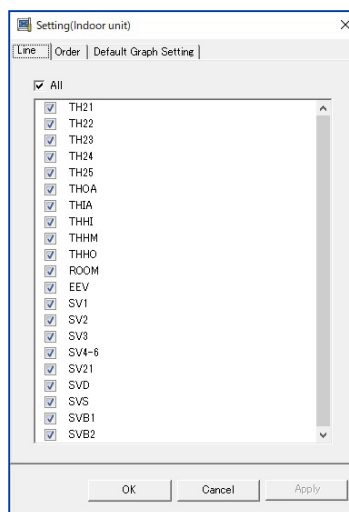 Setting(Indoor unit)
Line Order Default Graph Setting
All
TH21
TH22
TH23
TH24
TH25
THOA
THIA
THHI
THHM
THHO
ROOM
EEV
SV1
SV2
SV3
SV4-6
SV21
SVD
SVS
SVB1
SVB2
OK Cancel Apply